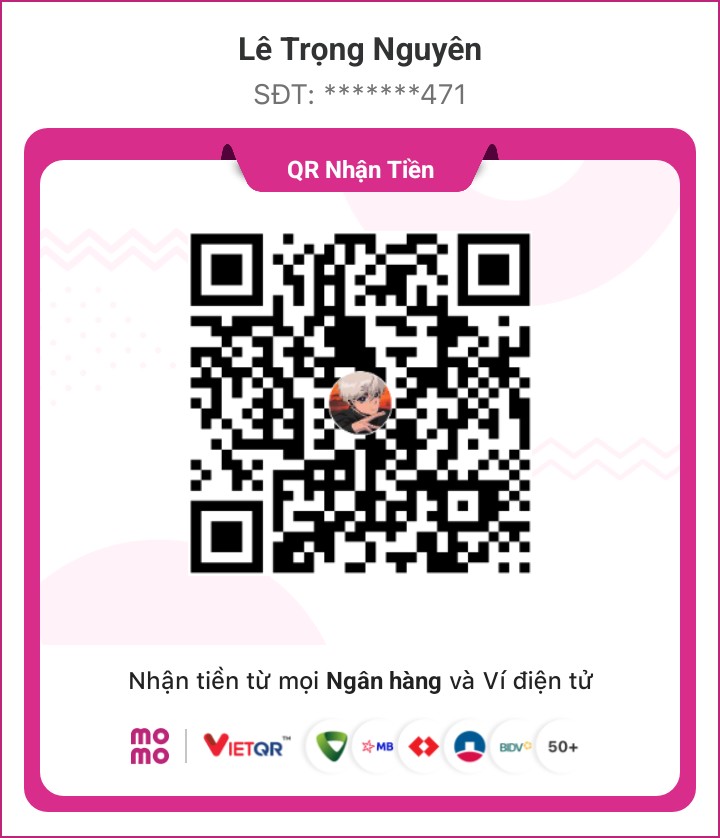 Lê Trọng Nguyên
SĐT: *******471
QR Nhận Tiền
Nhận tiền từ mọi Ngân hàng và Ví điện tử
mo
mo
VIETQR™
MB
BIDV
50+